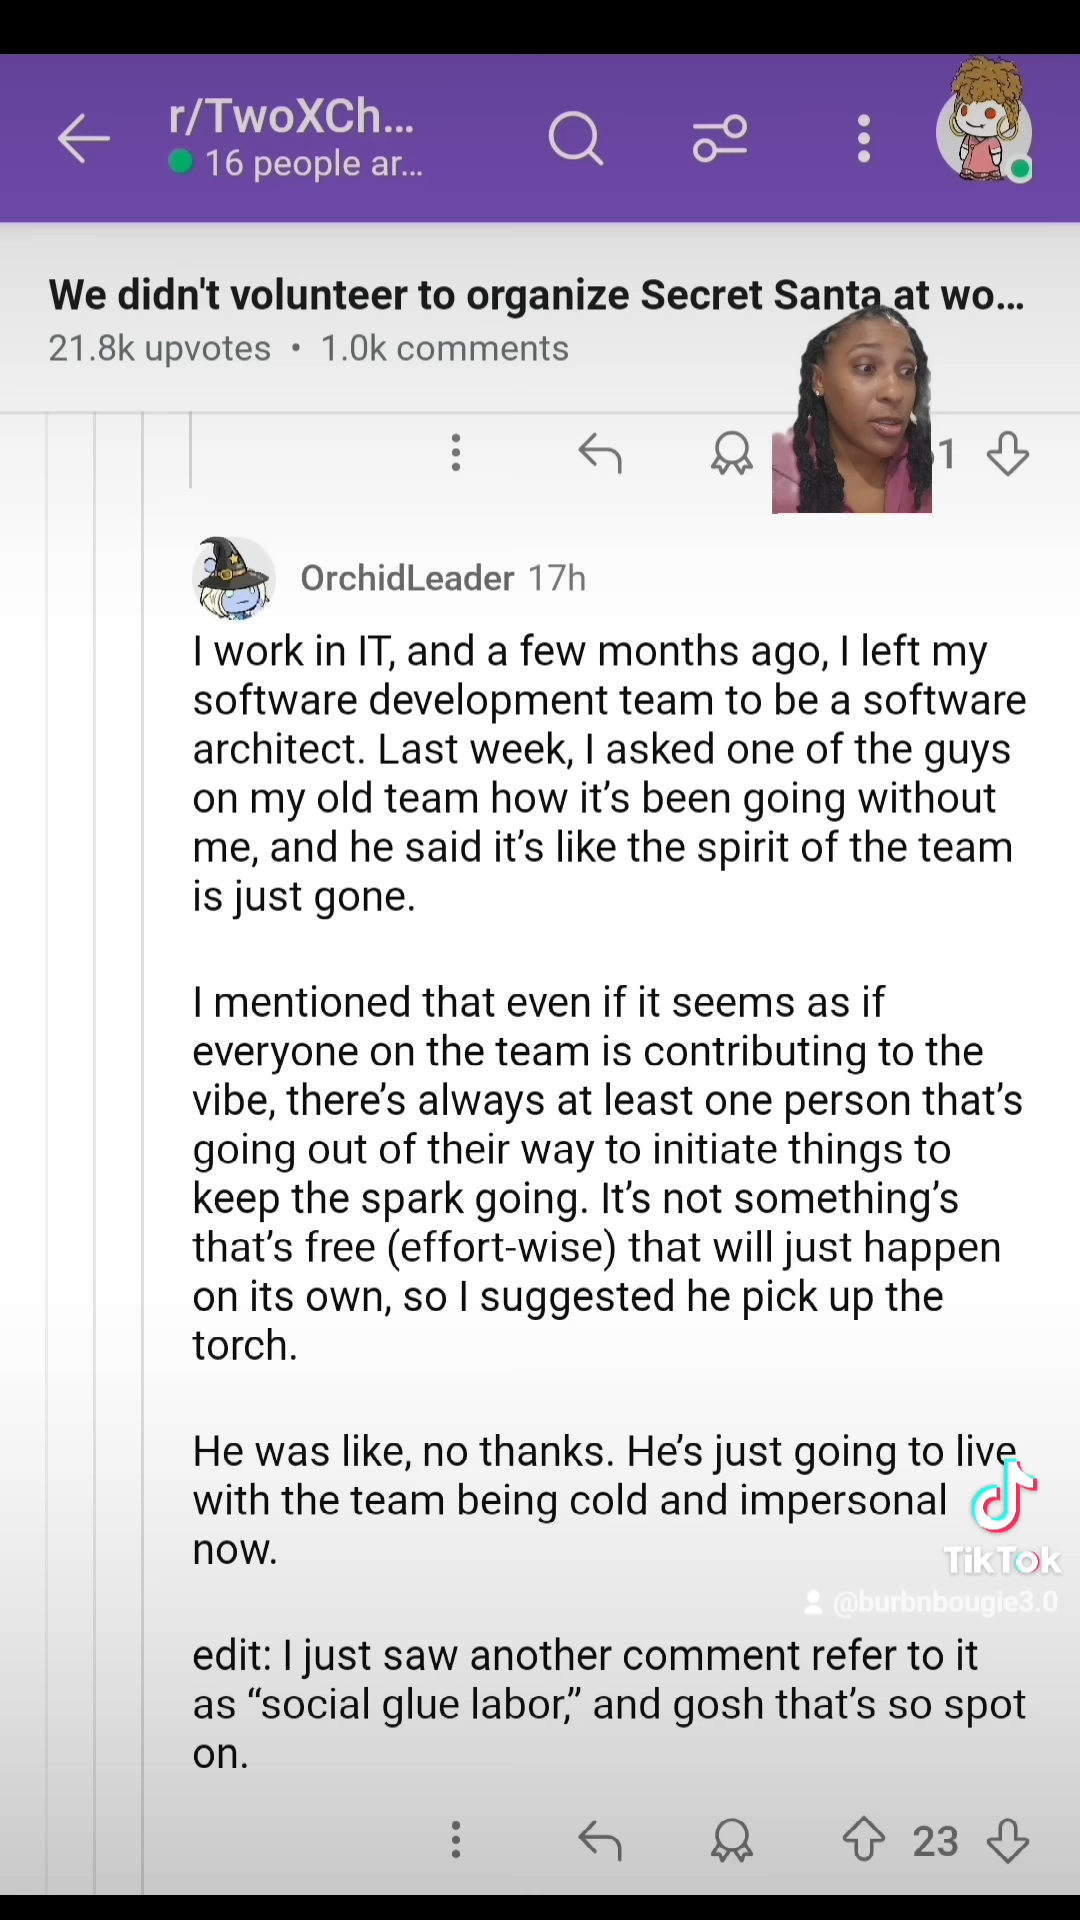 r/TwoXCh...
16 people ar...
We didn't volunteer to organize Secret Santa at wo...
21.8k upvotes • 1.0k comments
1
OrchidLeader 17h
I work in IT, and a few months ago, I left my
software development team to be a software
architect. Last week, I asked one of the guys
on my old team how it’s been going without
me, and he said it’s like the spirit of the team
is just gone.
I mentioned that even if it seems as if
everyone on the team is contributing to the
vibe, there’s always at least one person that’s
going out of their way to initiate things to
keep the spark going. It’s not something’s
that’s free (effort-wise) that will just happen
on its own, so I suggested he pick up the
torch.
He was like, no thanks. He’s just going to live
with the team being cold and impersonal
now.
TikTok
@burbnbougie3.0
edit: I just saw another comment refer to it
as “social glue labor,” and gosh that’s so spot
on.
23